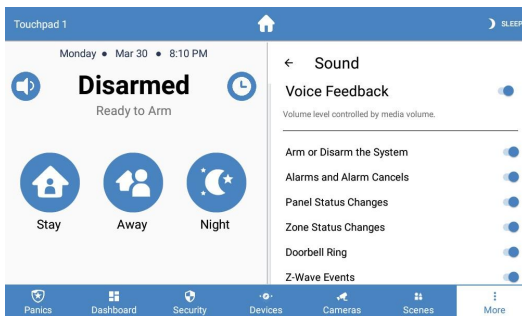 Touchpad 1
SLEEP
Monday • Mar 30 • 8:10 PM
Disarmed
Ready to Arm
Stay Away Night
← Sound
Voice Feedback
Volume level controlled by media volume.
Arm or Disarm the System
Alarms and Alarm Cancels
Panel Status Changes
Zone Status Changes
Doorbell Ring
Z-Wave Events
Panics Dashboard Security Devices Cameras Scenes More